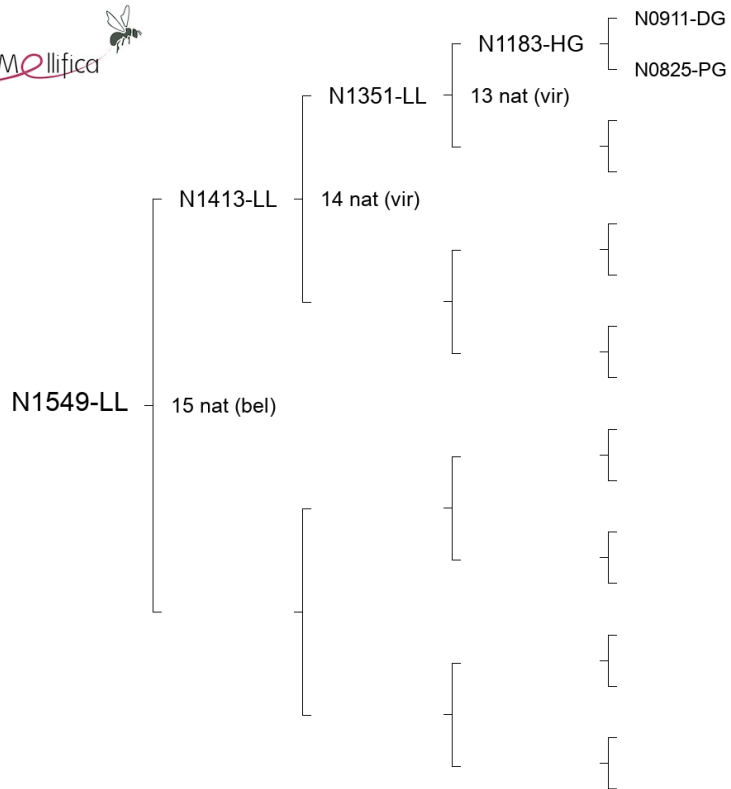 Mellifica
N0911-DG
N1183-HG
N0825-PG
N1351-LL
13 nat (vir)
N1413-LL
14 nat (vir)
N1549-LL
15 nat (bel)